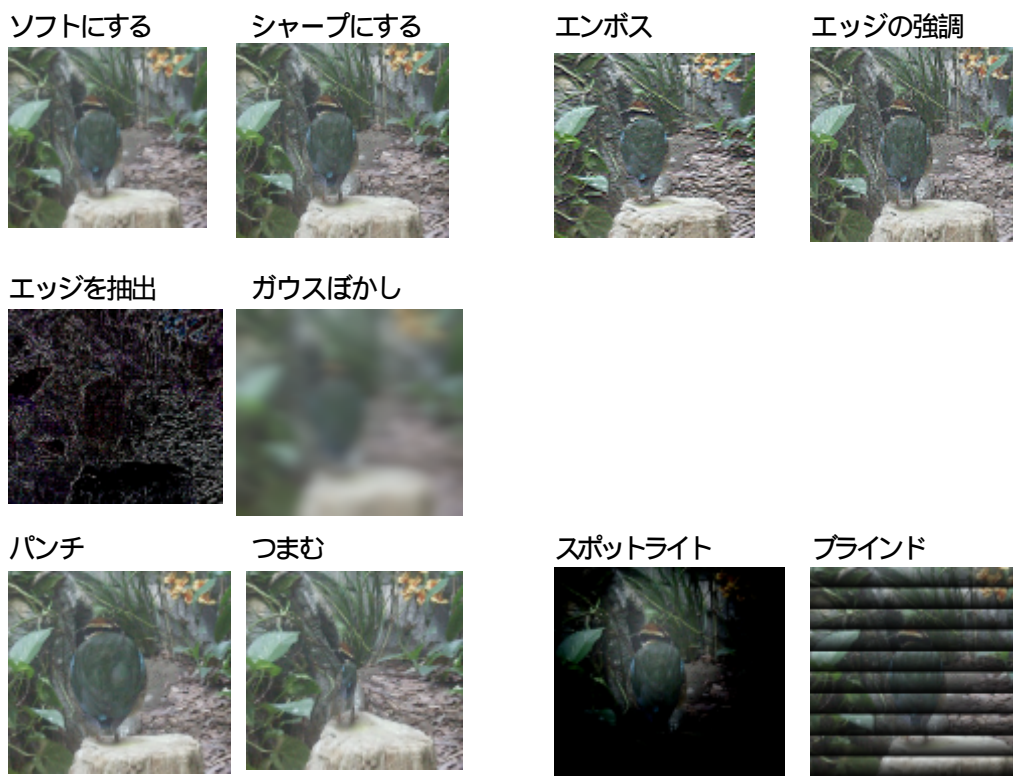 ソフトにする
シャープにする
エンボス
エッジの強調
エッジを抽出
ガウスぼかし
パンチ
つまむ
スポットライト
ブラインド